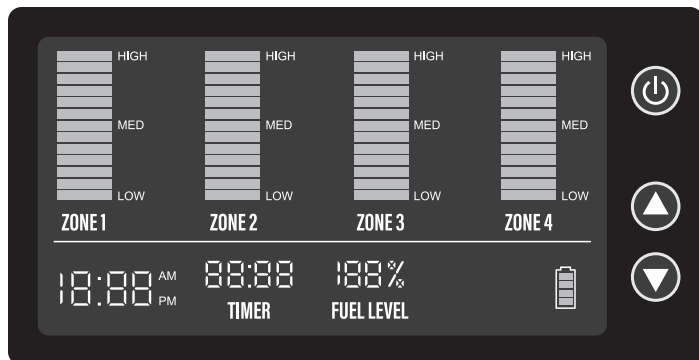 HIGH HIGH HIGH HIGH
MED MED MED MED
LOW LOW LOW LOW
ZONE 1 ZONE 2 ZONE 3 ZONE 4
18:88 AM PM 88:88 188%
TIMER FUEL LEVEL